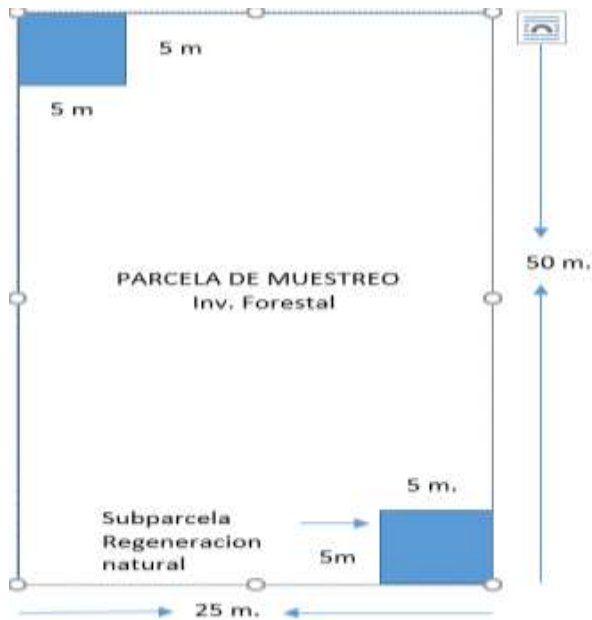 5 m
5 m
50 m.
PARCELA DE MUESTREO
Inv. Forestal
5 m.
Subparcela
Regeneracion
natural
5m
25 m.